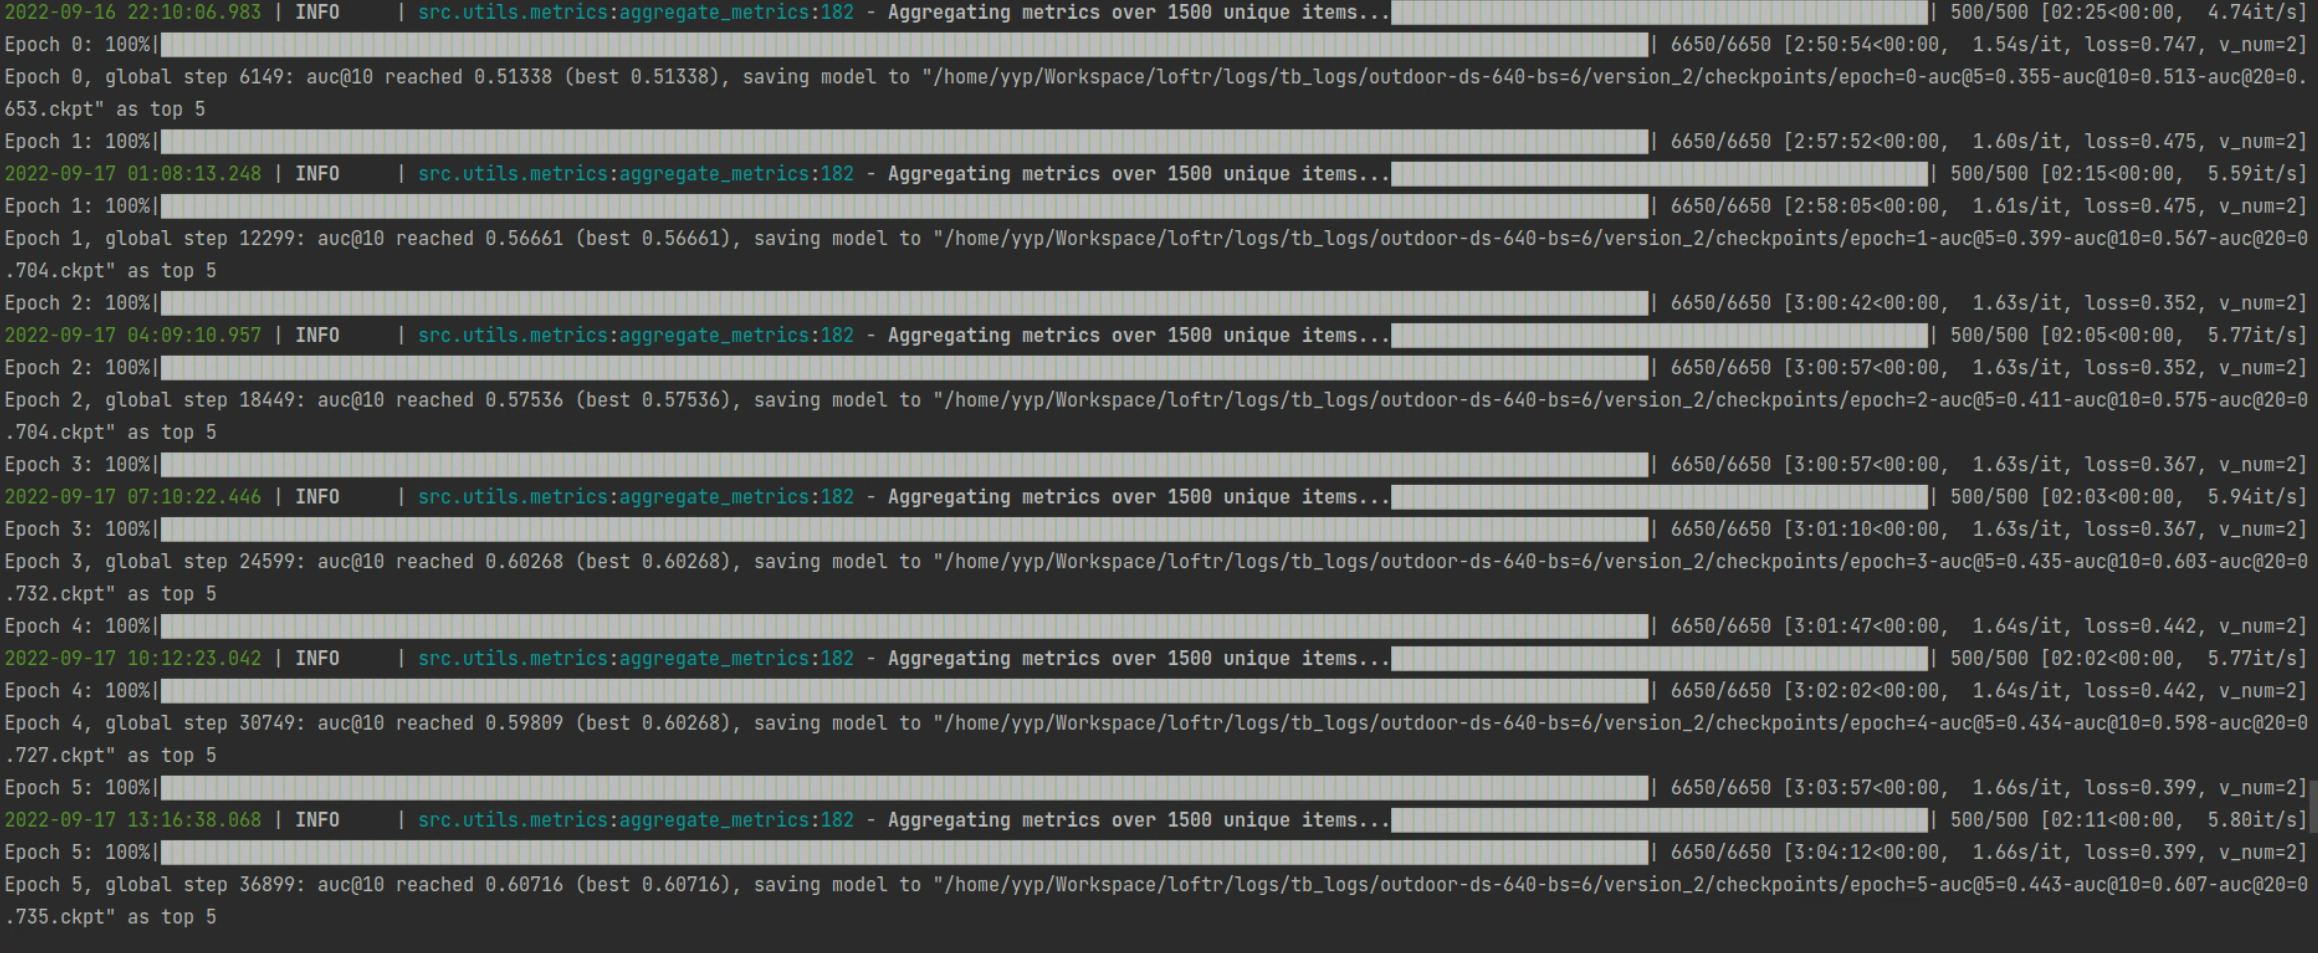 2022-09-16 22:10:06.983 | INFO     | src.utils.metrics:aggregate_metrics:182 - Aggregating metrics over 1500 unique items...| 500/500 [02:25<00:00,  4.74it/s]
Epoch 0: 100%|| 6650/6650 [2:50:54<00:00,  1.54s/it, loss=0.747, v_num=2]
Epoch 0, global step 6149: auc@10 reached 0.51338 (best 0.51338), saving model to "/home/yyp/Workspace/loftr/logs/tb_logs/outdoor-ds-640-bs=6/version_2/checkpoints/epoch=0-auc@5=0.355-auc@10=0.513-auc@20=0.
653.ckpt" as top 5
Epoch 1: 100%|| 6650/6650 [2:57:52<00:00,  1.60s/it, loss=0.475, v_num=2]
2022-09-17 01:08:13.248 | INFO     | src.utils.metrics:aggregate_metrics:182 - Aggregating metrics over 1500 unique items...| 500/500 [02:15<00:00,  5.59it/s]
Epoch 1: 100%|| 6650/6650 [2:58:05<00:00,  1.61s/it, loss=0.475, v_num=2]
Epoch 1, global step 12299: auc@10 reached 0.56661 (best 0.56661), saving model to "/home/yyp/Workspace/loftr/logs/tb_logs/outdoor-ds-640-bs=6/version_2/checkpoints/epoch=1-auc@5=0.399-auc@10=0.567-auc@20=0
.704.ckpt" as top 5
Epoch 2: 100%|| 6650/6650 [3:00:42<00:00,  1.63s/it, loss=0.352, v_num=2]
2022-09-17 04:09:10.957 | INFO     | src.utils.metrics:aggregate_metrics:182 - Aggregating metrics over 1500 unique items...| 500/500 [02:05<00:00,  5.77it/s]
Epoch 2: 100%|| 6650/6650 [3:00:57<00:00,  1.63s/it, loss=0.352, v_num=2]
Epoch 2, global step 18449: auc@10 reached 0.57536 (best 0.57536), saving model to "/home/yyp/Workspace/loftr/logs/tb_logs/outdoor-ds-640-bs=6/version_2/checkpoints/epoch=2-auc@5=0.411-auc@10=0.575-auc@20=0
.704.ckpt" as top 5
Epoch 3: 100%|| 6650/6650 [3:00:57<00:00,  1.63s/it, loss=0.367, v_num=2]
2022-09-17 07:10:22.446 | INFO     | src.utils.metrics:aggregate_metrics:182 - Aggregating metrics over 1500 unique items...| 500/500 [02:03<00:00,  5.94it/s]
Epoch 3: 100%|| 6650/6650 [3:01:10<00:00,  1.63s/it, loss=0.367, v_num=2]
Epoch 3, global step 24599: auc@10 reached 0.60268 (best 0.60268), saving model to "/home/yyp/Workspace/loftr/logs/tb_logs/outdoor-ds-640-bs=6/version_2/checkpoints/epoch=3-auc@5=0.435-auc@10=0.603-auc@20=0
.732.ckpt" as top 5
Epoch 4: 100%|| 6650/6650 [3:01:47<00:00,  1.64s/it, loss=0.442, v_num=2]
2022-09-17 10:12:23.042 | INFO     | src.utils.metrics:aggregate_metrics:182 - Aggregating metrics over 1500 unique items...| 500/500 [02:02<00:00,  5.77it/s]
Epoch 4: 100%|| 6650/6650 [3:02:02<00:00,  1.64s/it, loss=0.442, v_num=2]
Epoch 4, global step 30749: auc@10 reached 0.59809 (best 0.60268), saving model to "/home/yyp/Workspace/loftr/logs/tb_logs/outdoor-ds-640-bs=6/version_2/checkpoints/epoch=4-auc@5=0.434-auc@10=0.598-auc@20=0
.727.ckpt" as top 5
Epoch 5: 100%|| 6650/6650 [3:03:57<00:00,  1.66s/it, loss=0.399, v_num=2]
2022-09-17 13:16:38.068 | INFO     | src.utils.metrics:aggregate_metrics:182 - Aggregating metrics over 1500 unique items...| 500/500 [02:11<00:00,  5.80it/s]
Epoch 5: 100%|| 6650/6650 [3:04:12<00:00,  1.66s/it, loss=0.399, v_num=2]
Epoch 5, global step 36899: auc@10 reached 0.60716 (best 0.60716), saving model to "/home/yyp/Workspace/loftr/logs/tb_logs/outdoor-ds-640-bs=6/version_2/checkpoints/epoch=5-auc@5=0.443-auc@10=0.607-auc@20=0
.735.ckpt" as top 5